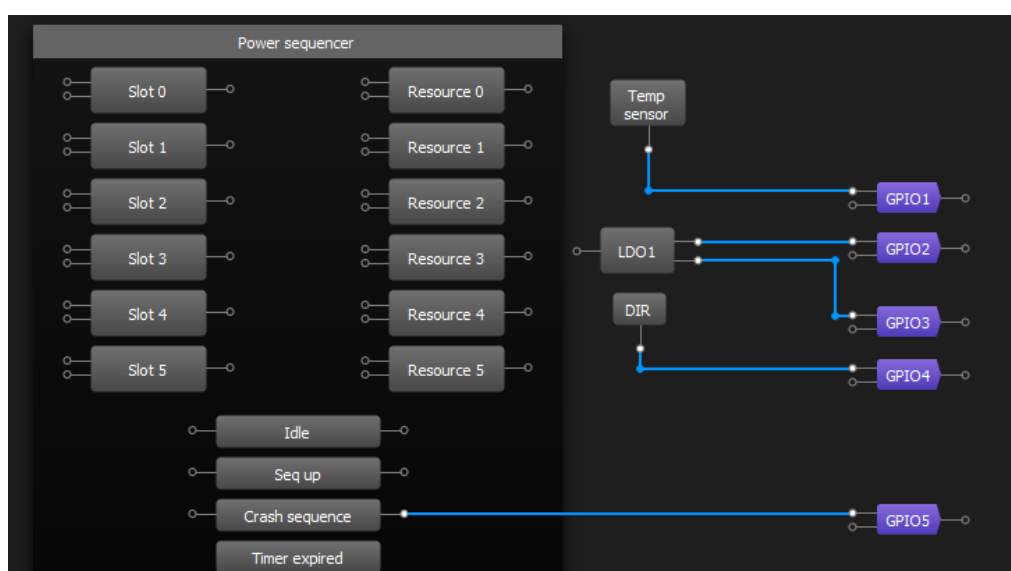 Power sequencer
Slot 0
Resource 0
Temp
sensor
Slot 1
Resource 1
Slot 2
Resource 2
GPIO1
Slot 3
Resource 3
LDO1
GPIO2
Slot 4
Resource 4
DIR
GPIO3
Slot 5
Resource 5
GPIO4
Idle
Seq up
Crash sequence
GPIO5
Timer expired